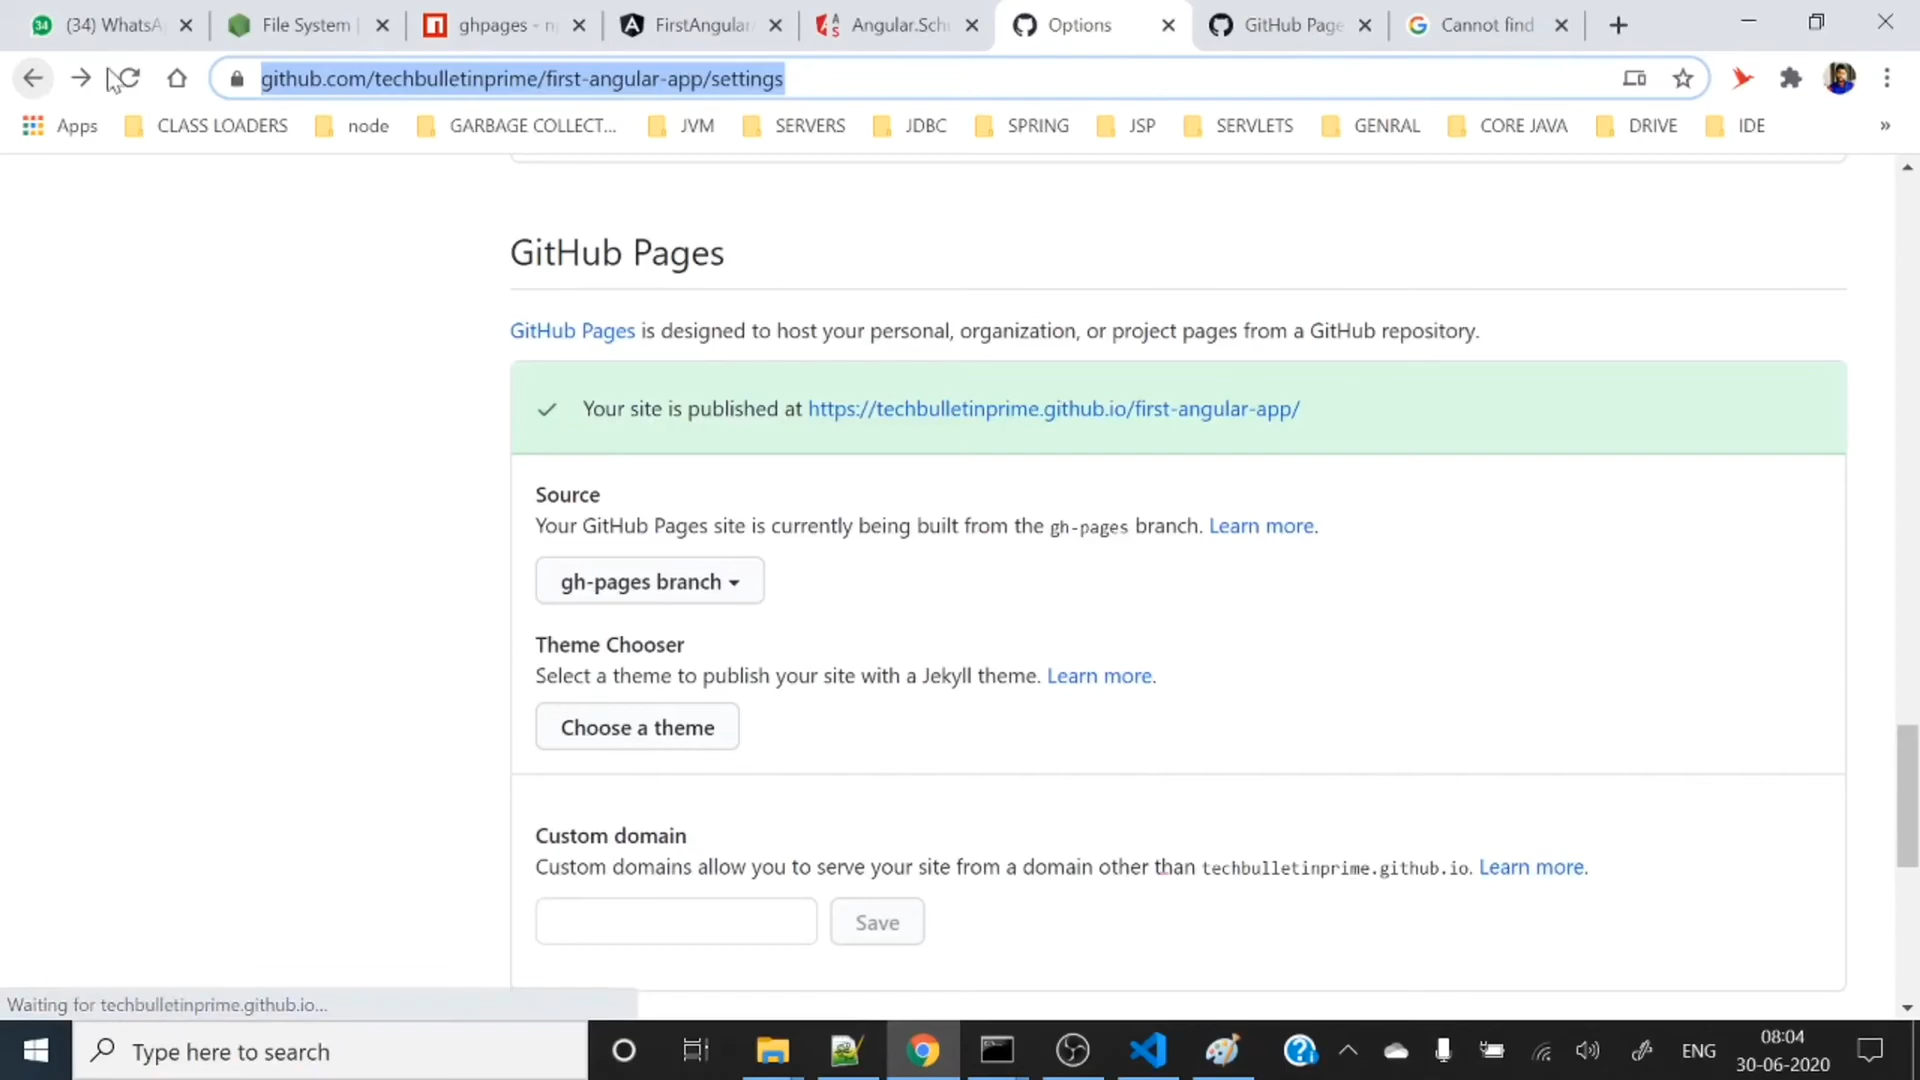 34 (34) WhatsA
File System
ghpages - n
FirstAngular
Angular.Sch
Options
GitHub Page
Cannot find
github.com/techbulletinprime/first-angular-app/settings
Apps CLASS LOADERS node GARBAGE COLLECT... JVM SERVERS JDBC SPRING JSP SERVLETS GENRAL CORE JAVA DRIVE IDE »
GitHub Pages
GitHub Pages is designed to host your personal, organization, or project pages from a GitHub repository.
Your site is published at https://techbulletinprime.github.io/first-angular-app/
Source
Your GitHub Pages site is currently being built from the gh-pages branch. Learn more.
gh-pages branch
Theme Chooser
Select a theme to publish your site with a Jekyll theme. Learn more.
Choose a theme
Custom domain
Custom domains allow you to serve your site from a domain other than techbulletinprime.github.io. Learn more.
Save
Waiting for techbulletinprime.github.io...
Type here to search
ENG
08:04
30-06-2020